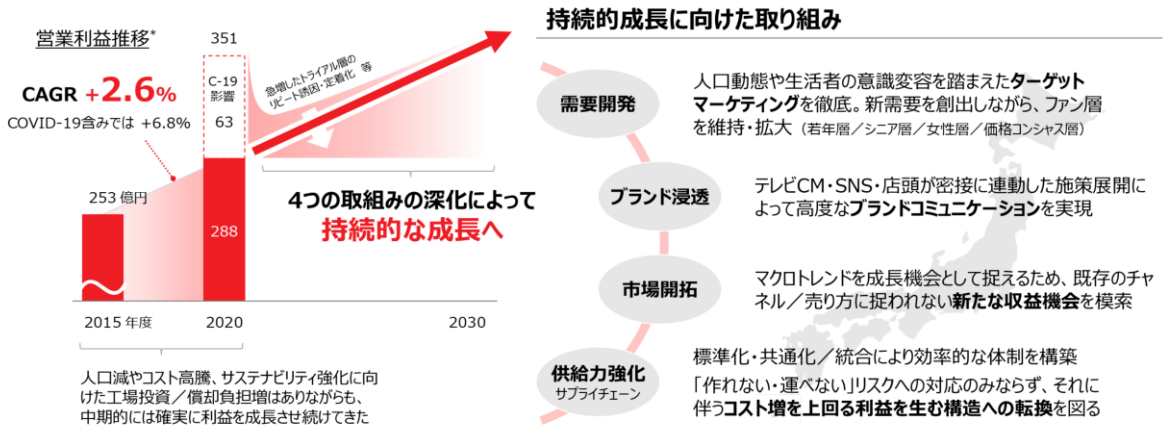 持続的成長に向けた取り組み
営業利益推移*
CAGR +2.6%
COVID-19含みでは +6.8%
351
C-19
影響
63
急増したトライアル層の
リピート誘因・定着化 等
253 億円
288
4つの取組みの深化によって
持続的な成長へ
2015 年度
2020
2030
人口減やコスト高騰、サステナビリティ強化に向
けた工場投資／償却負担増はありながらも、
中期的には確実に利益を成長させ続けてきた
需要開発
人口動態や生活者の意識変容を踏まえたターゲット
マーケティングを徹底。新需要を創出しながら、ファン層
を維持・拡大（若年層／シニア層／女性層／価格コンシャス層）
ブランド浸透
テレビCM・SNS・店頭が密接に連動した施策展開に
よって高度なブランドコミュニケーションを実現
市場開拓
マクロトレンドを成長機会として捉えるため、既存のチャ
ネル／売り方に捉われない新たな収益機会を模索
供給力強化
サプライチェーン
標準化・共通化／統合により効率的な体制を構築
「作れない・運べない」リスクへの対応のみならず、それに
伴うコスト増を上回る利益を生む構造への転換を図る